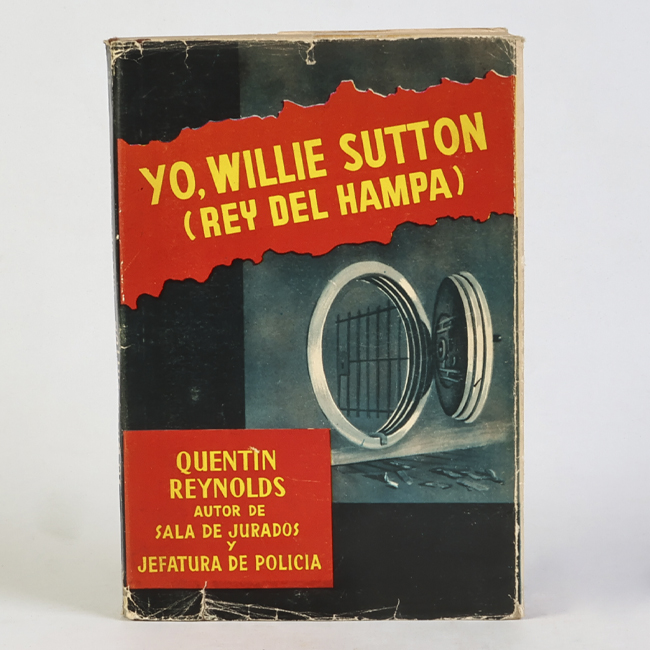 YO, WILLIE SUTTON
(REY DEL HAMPA)
QUENTIN
REYNOLDS
AUTOR DE
SALA DE JURADOS
Y
JEFATURA DE POLICIA